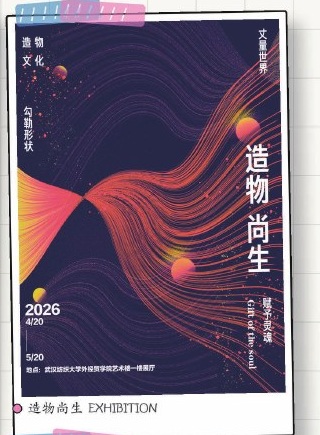 造物
文化
丈量世界
勾勒形状
造物 尚生
赋予灵魂
Gift of the soul
2026
4/20
5/20
地点：武汉纺织大学外经贸学院艺术楼一楼展厅
造物尚生 EXHIBITION